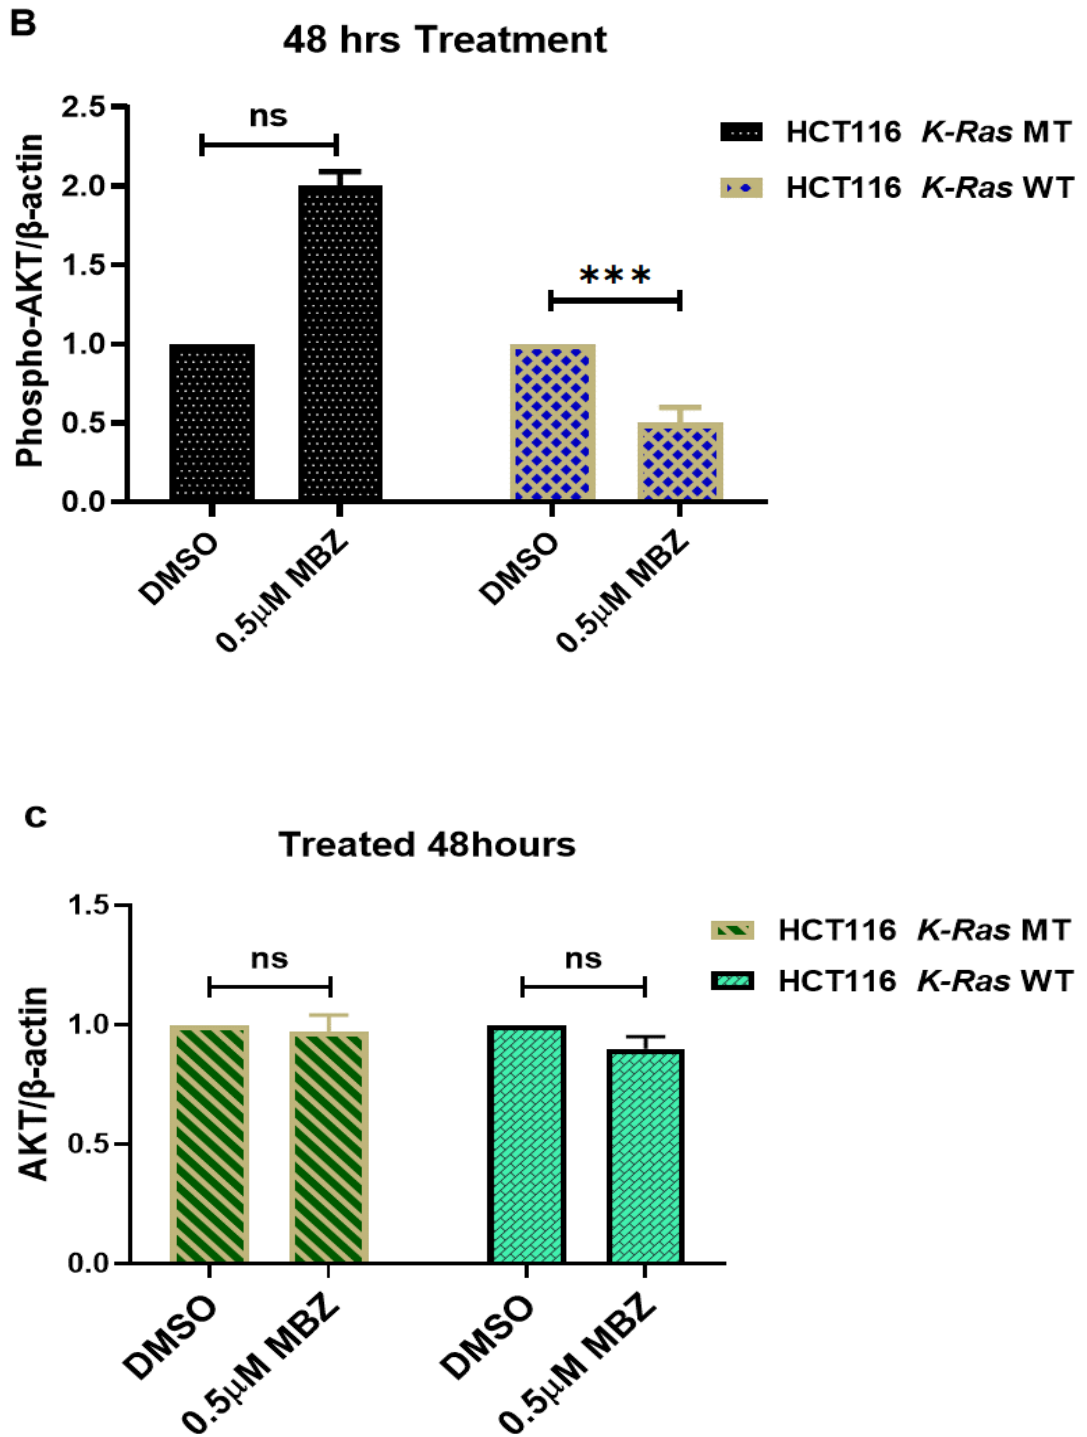 B
48 hrs Treatment
Phospho-AKT/β-actin
2.5
2.0
1.5
1.0
0.5
0.0
ns
***
HCT116 K-Ras MT
HCT116 K-Ras WT
DMSO
0.5μM MBZ
DMSO
0.5μM MBZ
C
Treated 48hours
AKT/β-actin
1.5
1.0
0.5
0.0
ns
ns
HCT116 K-Ras MT
HCT116 K-Ras WT
DMSO
0.5μM MBZ
DMSO
0.5μM MBZ